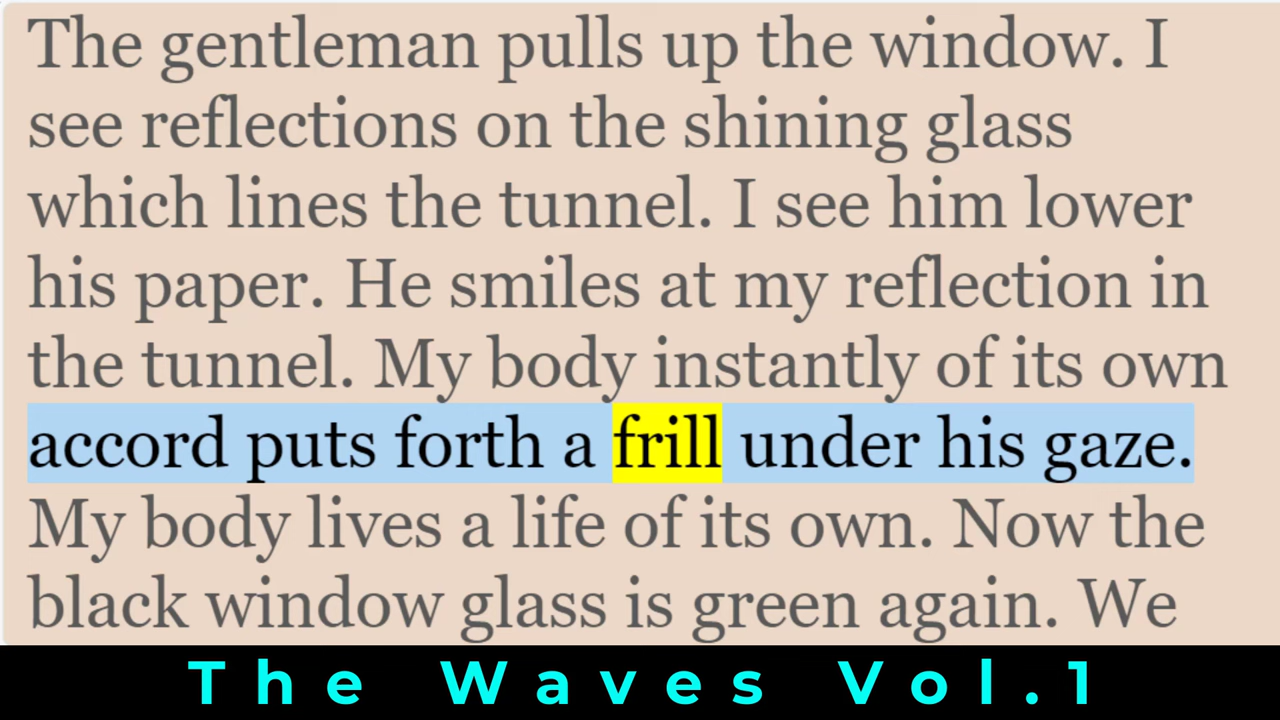 The gentleman pulls up the window. I
see reflections on the shining glass
which lines the tunnel. I see him lower
his paper. He smiles at my reflection in
the tunnel. My body instantly of its own
accord puts forth a frill under his gaze.
My body lives a life of its own. Now the
black window glass is green again. We
The Waves Vol.1